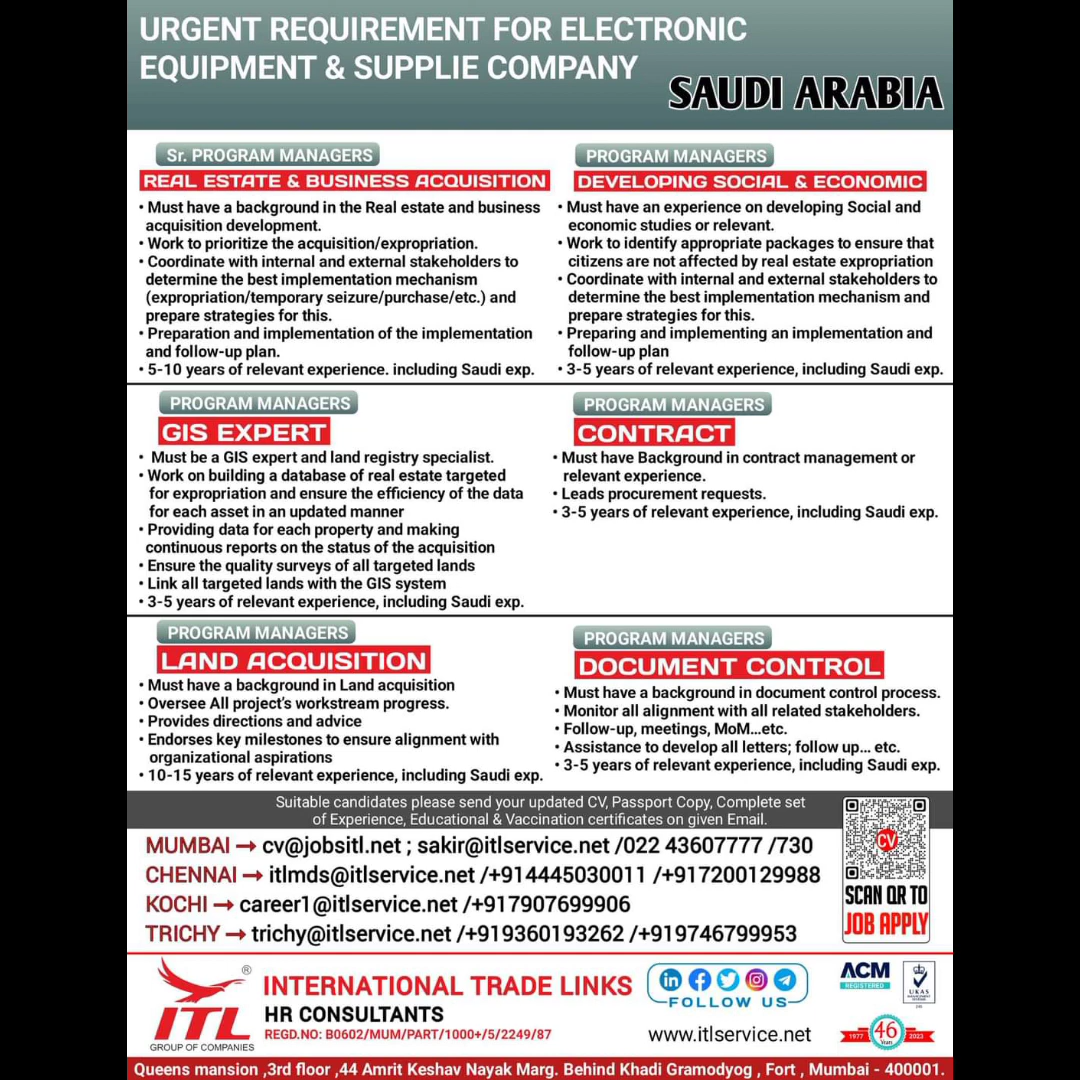 URGENT REQUIREMENT FOR ELECTRONIC
EQUIPMENT & SUPPLIE COMPANY
SAUDI ARABIA
Sr. PROGRAM MANAGERS
REAL ESTATE & BUSINESS ACQUISITION
• Must have a background in the Real estate and business
acquisition development.
• Work to prioritize the acquisition/expropriation.
• Coordinate with internal and external stakeholders to
determine the best implementation mechanism
(expropriation/temporary seizure/purchase/etc.) and
prepare strategies for this.
• Preparation and implementation of the implementation
and follow-up plan.
• 5-10 years of relevant experience. including Saudi exp.
PROGRAM MANAGERS
DEVELOPING SOCIAL & ECONOMIC
• Must have an experience on developing Social and
economic studies or relevant.
• Work to identify appropriate packages to ensure that
citizens are not affected by real estate expropriation
• Coordinate with internal and external stakeholders to
determine the best implementation mechanism and
prepare strategies for this.
• Preparing and implementing an implementation and
follow-up plan
• 3-5 years of relevant experience, including Saudi exp.
PROGRAM MANAGERS
GIS EXPERT
• Must be a GIS expert and land registry specialist.
• Work on building a database of real estate targeted
for expropriation and ensure the efficiency of the data
for each asset in an updated manner
• Providing data for each property and making
continuous reports on the status of the acquisition
• Ensure the quality surveys of all targeted lands
• Link all targeted lands with the GIS system
• 3-5 years of relevant experience, including Saudi exp.
PROGRAM MANAGERS
CONTRACT
• Must have Background in contract management or
relevant experience.
• Leads procurement requests.
• 3-5 years of relevant experience, including Saudi exp.
PROGRAM MANAGERS
LAND ACQUISITION
• Must have a background in Land acquisition
• Oversee All project's workstream progress.
• Provides directions and advice
• Endorses key milestones to ensure alignment with
organizational aspirations
• 10-15 years of relevant experience, including Saudi exp.
PROGRAM MANAGERS
DOCUMENT CONTROL
• Must have a background in document control process.
• Monitor all alignment with all related stakeholders.
• Follow-up, meetings, MoM...etc.
• Assistance to develop all letters; follow up... etc.
• 3-5 years of relevant experience, including Saudi exp.
Suitable candidates please send your updated CV, Passport Copy, Complete set
of Experience, Educational & Vaccination certificates on given Email.
MUMBAI → cv@jobsitl.net ; sakir@itlservice.net /022 43607777 /730
CHENNAI → itlmds@itlservice.net /+914445030011 /+917200129988
KOCHI → career1@itlservice.net /+917907699906
TRICHY → trichy@itlservice.net /+919360193262 /+919746799953
CV
SCAN QR TO
JOB APPLY
®
ITL
GROUP OF COMPANIES
INTERNATIONAL TRADE LINKS
HR CONSULTANTS
REGD.NO: B0602/MUM/PART/1000+/5/2249/87
FOLLOW US
www.itlservice.net
ACM
REGISTERED
UKAS
MANAGEMENT
SYSTEMS
1977 46 2023
Years
Queens mansion ,3rd floor ,44 Amrit Keshav Nayak Marg. Behind Khadi Gramodyog , Fort , Mumbai - 400001.